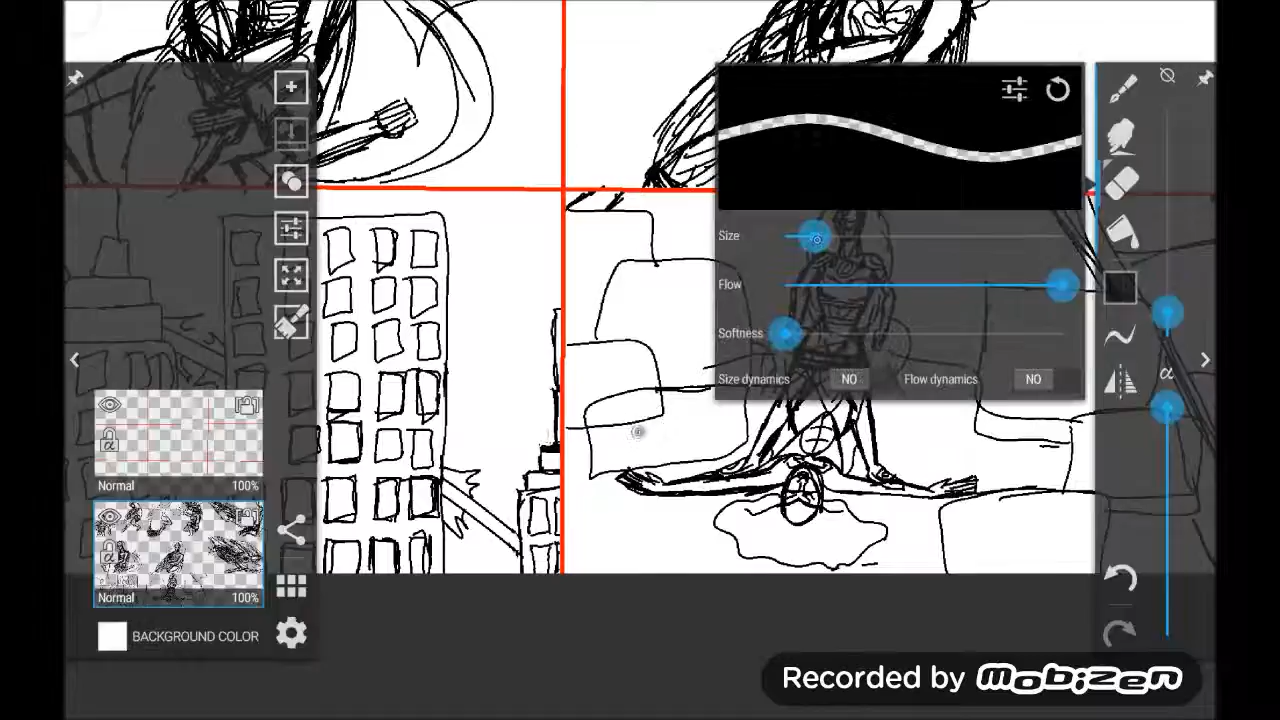 Size
Flow
Softness
Size dynamics NO Flow dynamics NO
α
α
Normal 100%
α
Normal 100%
BACKGROUND COLOR
Recorded by mobizen